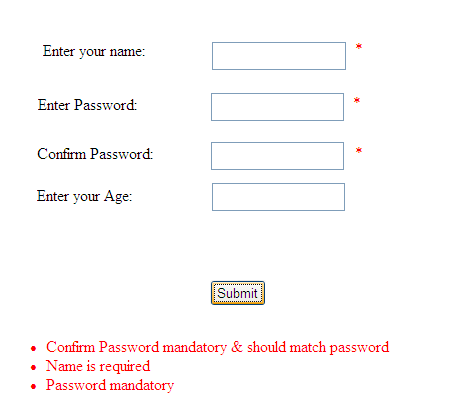 Enter your name: *
Enter Password: *
Confirm Password: *
Enter your Age:
Submit
• Confirm Password mandatory & should match password
• Name is required
• Password mandatory